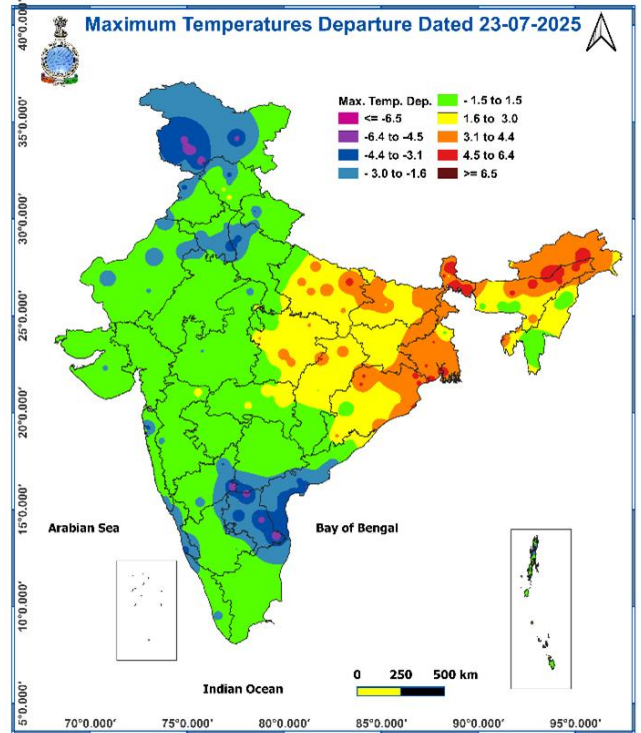 Maximum Temperatures Departure Dated 23-07-2025
40°0.000'
35°0.000'
30°0.000'
25°0.000'
20°0.000'
15°0.000'
10°0.000'
5°0.000'
Max. Temp. Dep.
<= -6.5
-6.4 to -4.5
-4.4 to -3.1
- 3.0 to -1.6
- 1.5 to 1.5
1.6 to 3.0
3.1 to 4.4
4.5 to 6.4
>= 6.5
Arabian Sea
Bay of Bengal
Indian Ocean
0 250 500 km
70°0.000' 75°0.000' 80°0.000' 85°0.000' 90°0.000' 95°0.000'